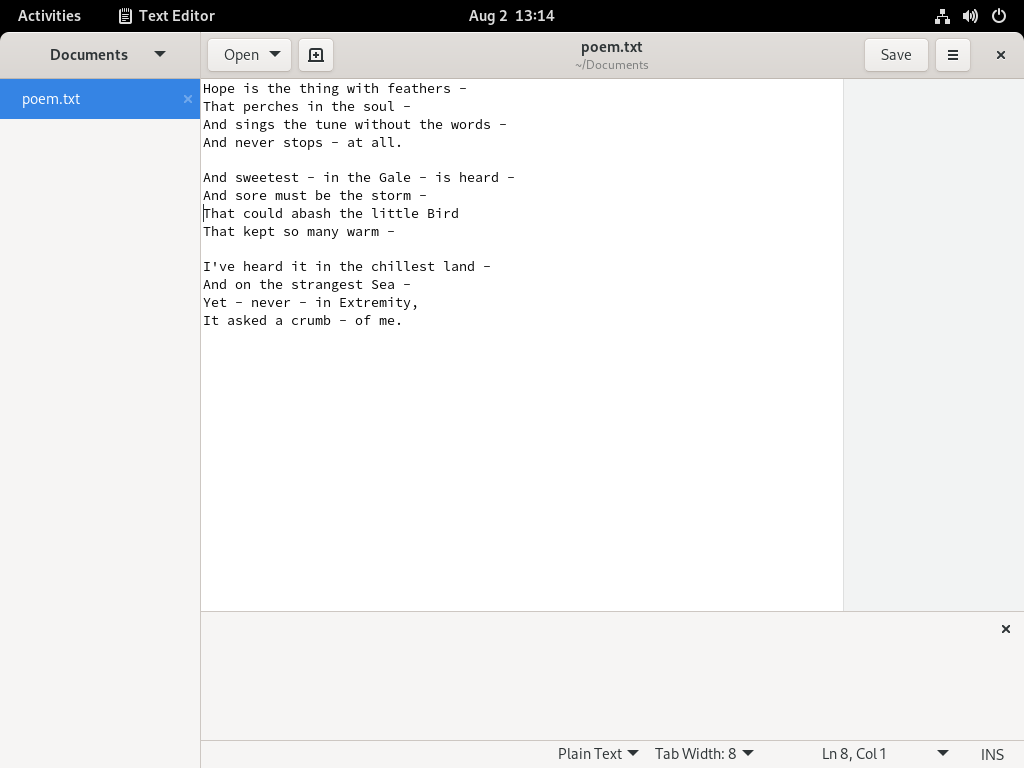 Activities
Text Editor
Aug 2 13:14
Documents
Open
poem.txt
~/Documents
Save
poem.txt
Hope is the thing with feathers –
That perches in the soul –
And sings the tune without the words –
And never stops – at all.

And sweetest – in the Gale – is heard –
And sore must be the storm –
That could abash the little Bird
That kept so many warm –

I've heard it in the chillest land –
And on the strangest Sea –
Yet – never – in Extremity,
It asked a crumb – of me.
Plain Text
Tab Width: 8
Ln 8, Col 1
INS